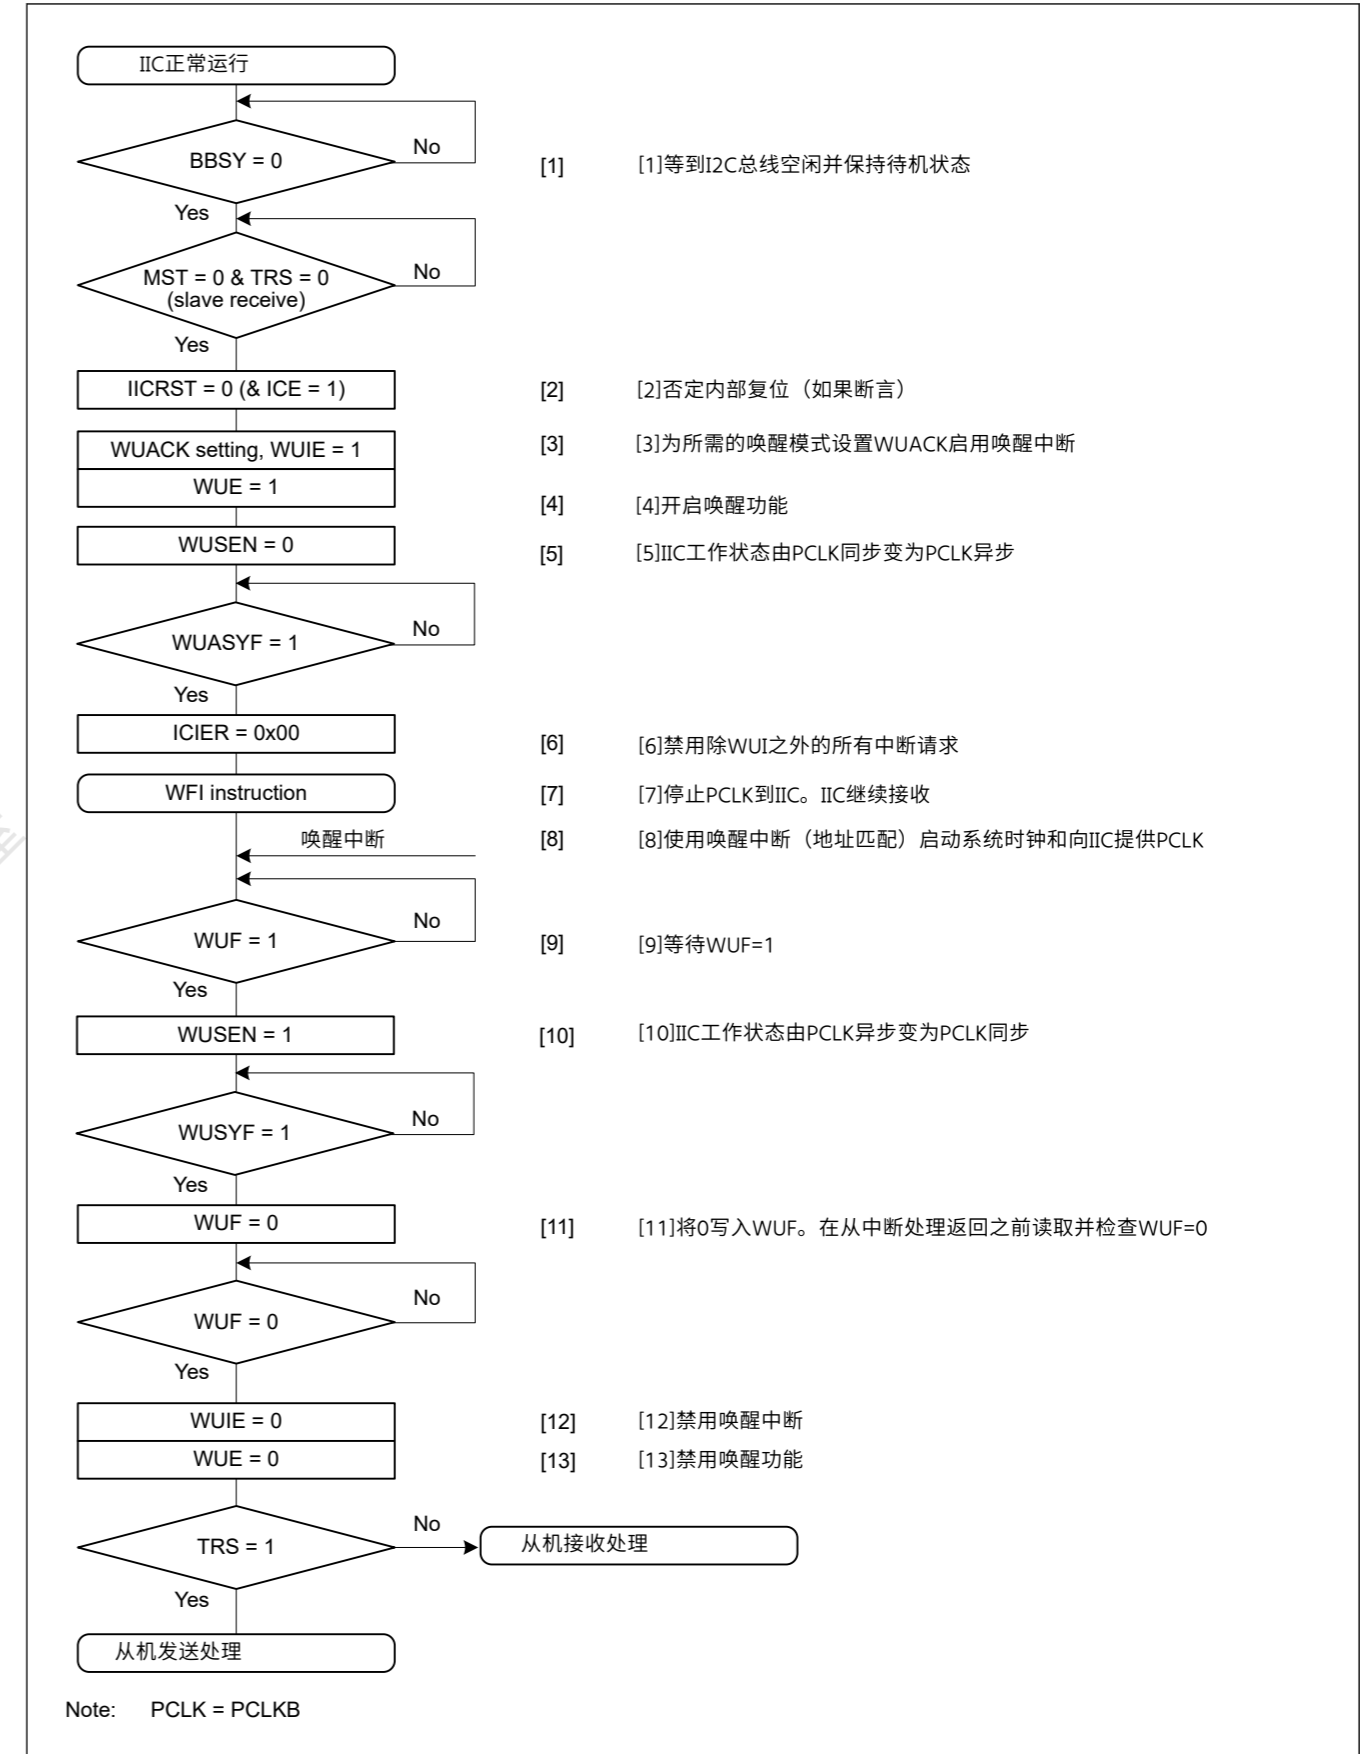 IIC正常运行
BBSY = 0
No
[1] [1]等到I2C总线空闲并保持待机状态
Yes
MST = 0 & TRS = 0
(slave receive)
No
Yes
IICRST = 0 (& ICE = 1)
[2] [2]否定内部复位（如果断言）
WUACK setting, WUIE = 1
[3] [3]为所需的唤醒模式设置WUACK启用唤醒中断
WUE = 1
[4] [4]开启唤醒功能
WUSEN = 0
[5] [5]IIC工作状态由PCLK同步变为PCLK异步
WUASYF = 1
No
Yes
ICIER = 0x00
[6] [6]禁用除WUI之外的所有中断请求
WFI instruction
[7] [7]停止PCLK到IIC。IIC继续接收
唤醒中断
[8] [8]使用唤醒中断（地址匹配）启动系统时钟和向IIC提供PCLK
WUF = 1
No
[9] [9]等待WUF=1
Yes
WUSEN = 1
[10] [10]IIC工作状态由PCLK异步变为PCLK同步
WUSYF = 1
No
Yes
WUF = 0
[11] [11]将0写入WUF。在从中断处理返回之前读取并检查WUF=0
WUF = 0
No
Yes
WUIE = 0
[12] [12]禁用唤醒中断
WUE = 0
[13] [13]禁用唤醒功能
TRS = 1
No
从机接收处理
Yes
从机发送处理
Note: PCLK = PCLKB